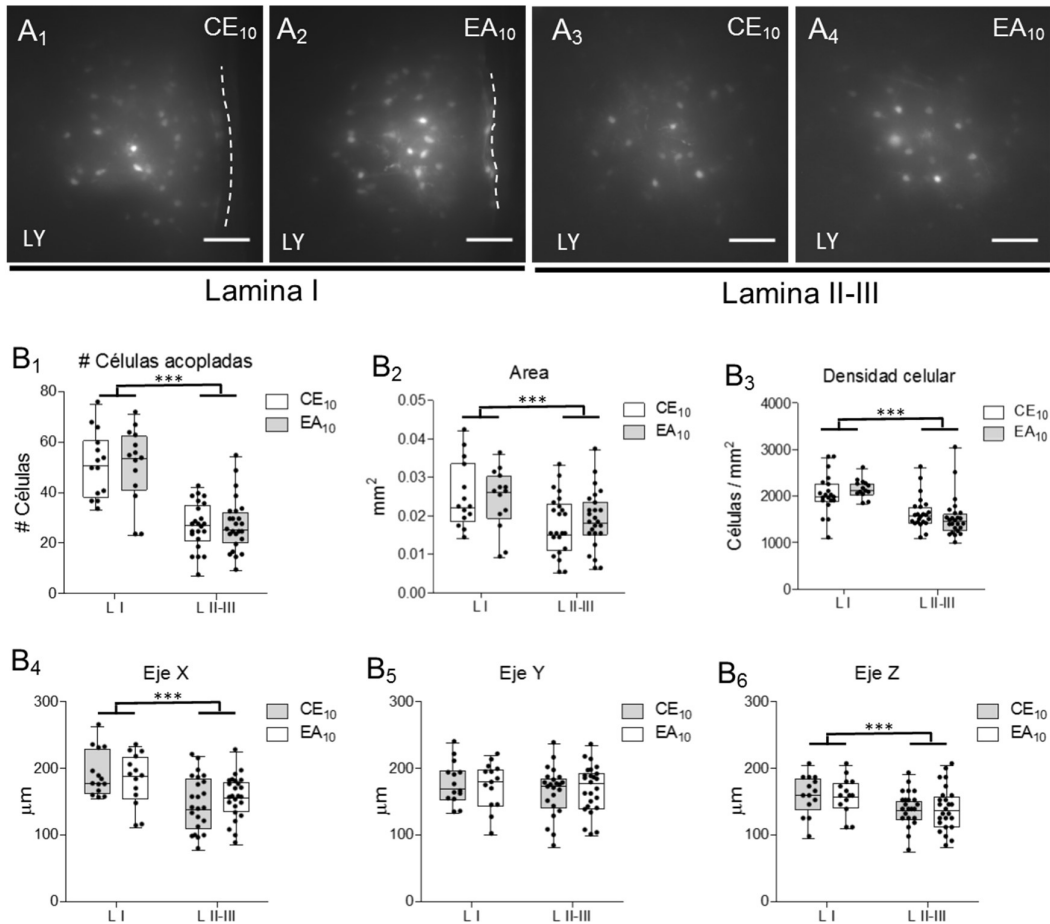 A1 CE10 A2 EA10 A3 CE10 A4 EA10
LY LY LY LY
Lamina I Lamina II-III
B1 # Células acopladas
80
60
40
20
0
# Células
***
CE10
EA10
L I L II-III
B2 Area
0.05
0.04
0.03
0.02
0.01
0.00
mm²
***
CE10
EA10
L I L II-III
B3 Densidad celular
4000
3000
2000
1000
0
Células / mm²
***
CE10
EA10
L I L II-III
B4 Eje X
300
200
100
0
µm
***
CE10
EA10
L I L II-III
B5 Eje Y
300
200
100
0
µm
CE10
EA10
L I L II-III
B6 Eje Z
300
200
100
0
µm
***
CE10
EA10
L I L II-III